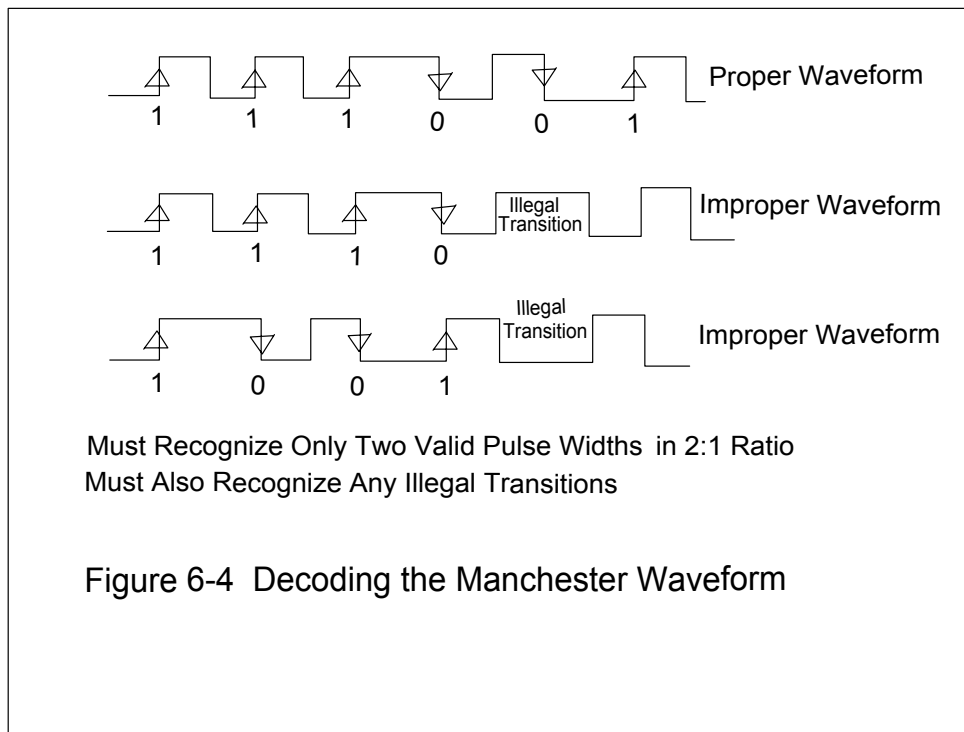 Proper Waveform
1 1 1 0 0 1
Illegal
Transition
Improper Waveform
1 1 1 0
Illegal
Transition
Improper Waveform
1 0 0 1
Must Recognize Only Two Valid Pulse Widths in 2:1 Ratio
Must Also Recognize Any Illegal Transitions
Figure 6-4 Decoding the Manchester Waveform